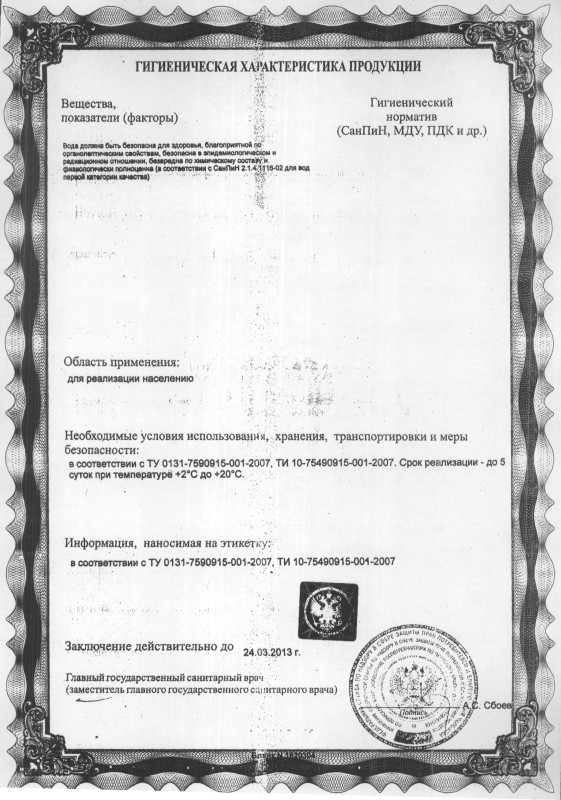 ГИГИЕНИЧЕСКАЯ ХАРАКТЕРИСТИКА ПРОДУКЦИИ
Вещества,
показатели (факторы)
Гигиенический
норматив
(СанПиН, МДУ, ПДК и др.)
Вода должна быть безопасна для здоровья, благоприятной по
органолептическим свойствам, безопасна в эпидемиологическом и
радиационном отношении, безвредна по химическому составу и
физиологически полноценна (в соответствии с СанПиН 2.1.4.1116-02 для вод
первой категории качества)
Область применения:
для реализации населению
Необходимые условия использования, хранения, транспортировки и меры
безопасности:
в соответствии с ТУ 0131-7590915-001-2007, ТИ 10-75490915-001-2007. Срок реализации - до 5
суток при температуре +2°С до +20°С.
Информация, наносимая на этикетку:
в соответствии с ТУ 0131-7590915-001-2007, ТИ 10-75490915-001-2007
Заключение действительно до 24.03.2013 г.
Главный государственный санитарный врач
(заместитель главного государственного санитарного врача)
Подпись
А.С. Сбоев